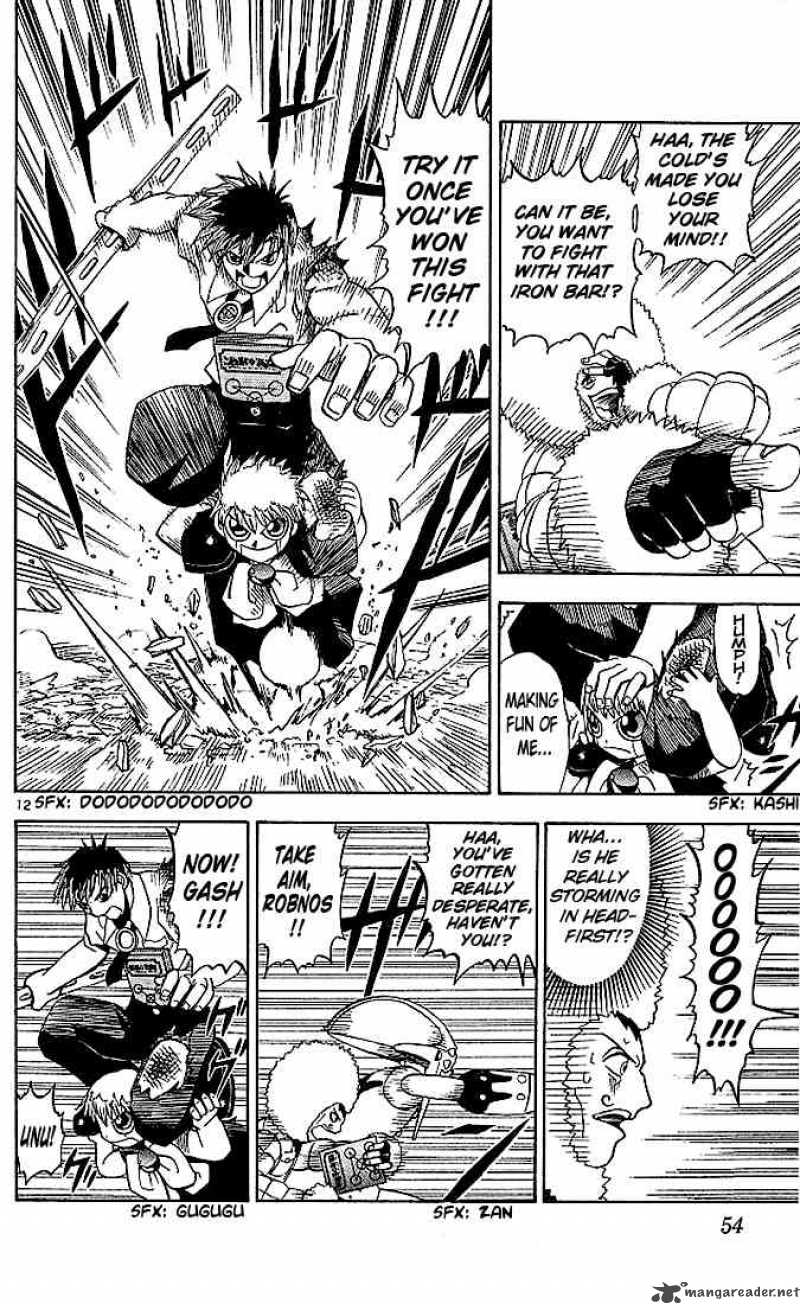 HAA, THE
COLD'S
MADE YOU
LOSE
YOUR
MIND!!
CAN IT BE,
YOU WANT
TO FIGHT
WITH THAT
IRON BAR!?
HUMPH!
MAKING
FUN OF
ME...
SFX: KASHI
TRY IT
ONCE
YOU'VE
WON
THIS
FIGHT
!!!
12 SFX: DODODODODODODO
OOOOOOO!!!
WHA...
IS HE
REALLY
STORMING
IN HEAD-
FIRST!?
HAA,
YOU'VE
GOTTEN
REALLY
DESPERATE,
HAVEN'T
YOU!?
TAKE
AIM,
ROBNOS
!!
SFX: ZAN
NOW!
GASH
!!!
UNU!
SFX: GUGUGU
54
mangareader.net